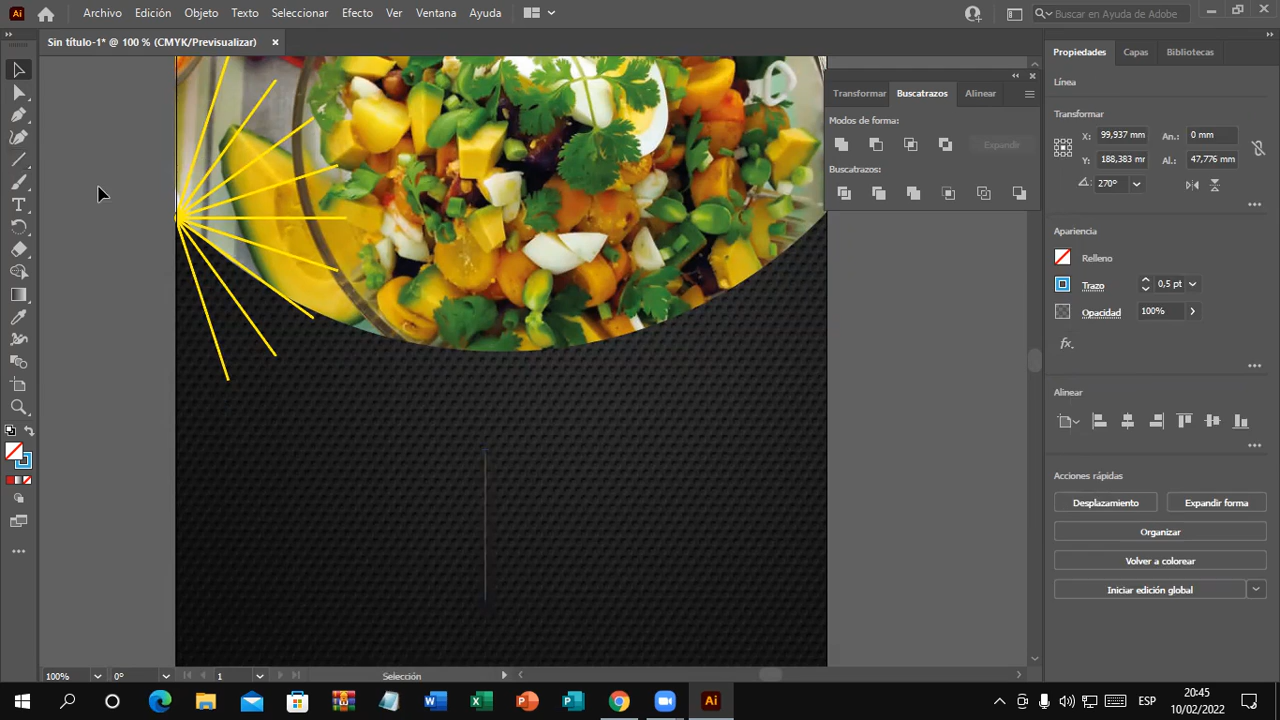 Ai Archivo Edición Objeto Texto Seleccionar Efecto Ver Ventana Ayuda Buscar en Ayuda de Adobe
Sin título-1* @ 100 % (CMYK/Previsualizar) ×
Propiedades Capas Bibliotecas
Línea
Transformar Buscatrazos Alinear
Modos de forma:
Expandir
Buscatrazos:
Transformar
X: 99,937 mm An.: 0 mm
Y: 188,383 mm Al.: 47,776 mm
270°
Apariencia
Relleno
Trazo 0,5 pt
Opacidad 100%
fx.
Alinear
Acciones rápidas
Desplazamiento Expandir forma
Organizar
Volver a colorear
Iniciar edición global
100% 0° 1 Selección
ESP 20:45
10/02/2022